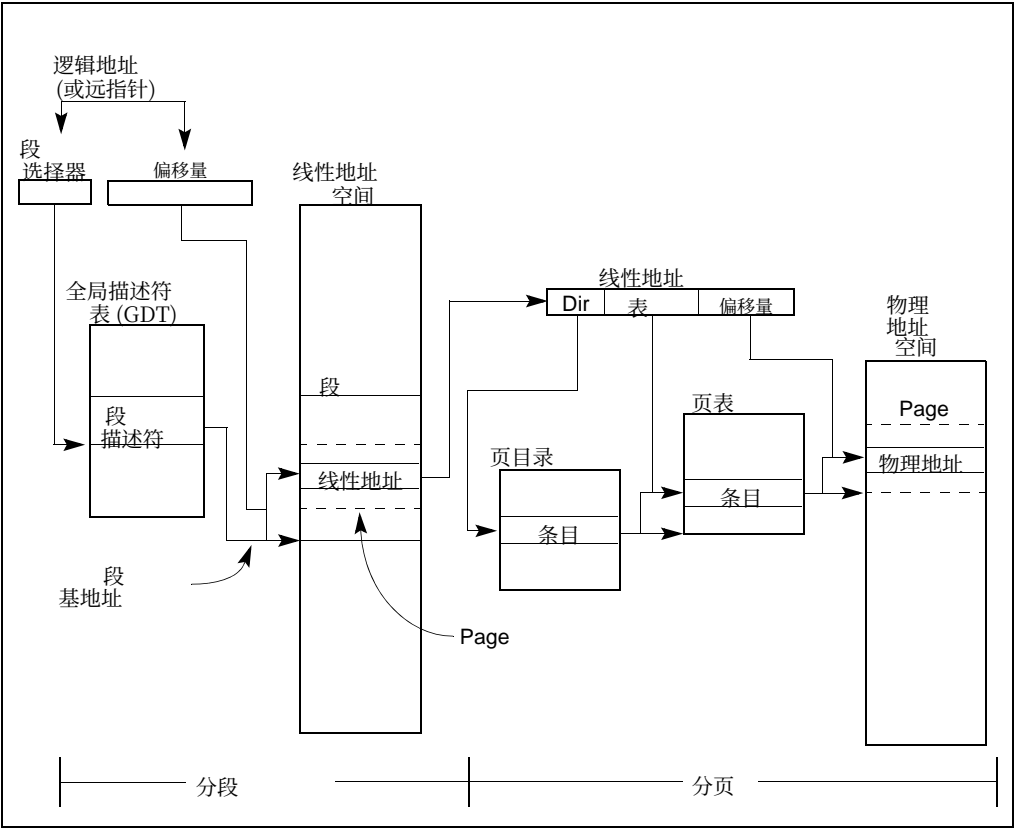 逻辑地址
(或远指针)
段
选择器
偏移量
线性地址
空间
全局描述符
表 (GDT)
段
描述符
段
线性地址
段
基地址
Page
线性地址
Dir
表
偏移量
页目录
条目
页表
条目
物理
地址
空间
Page
物理地址
分段
分页